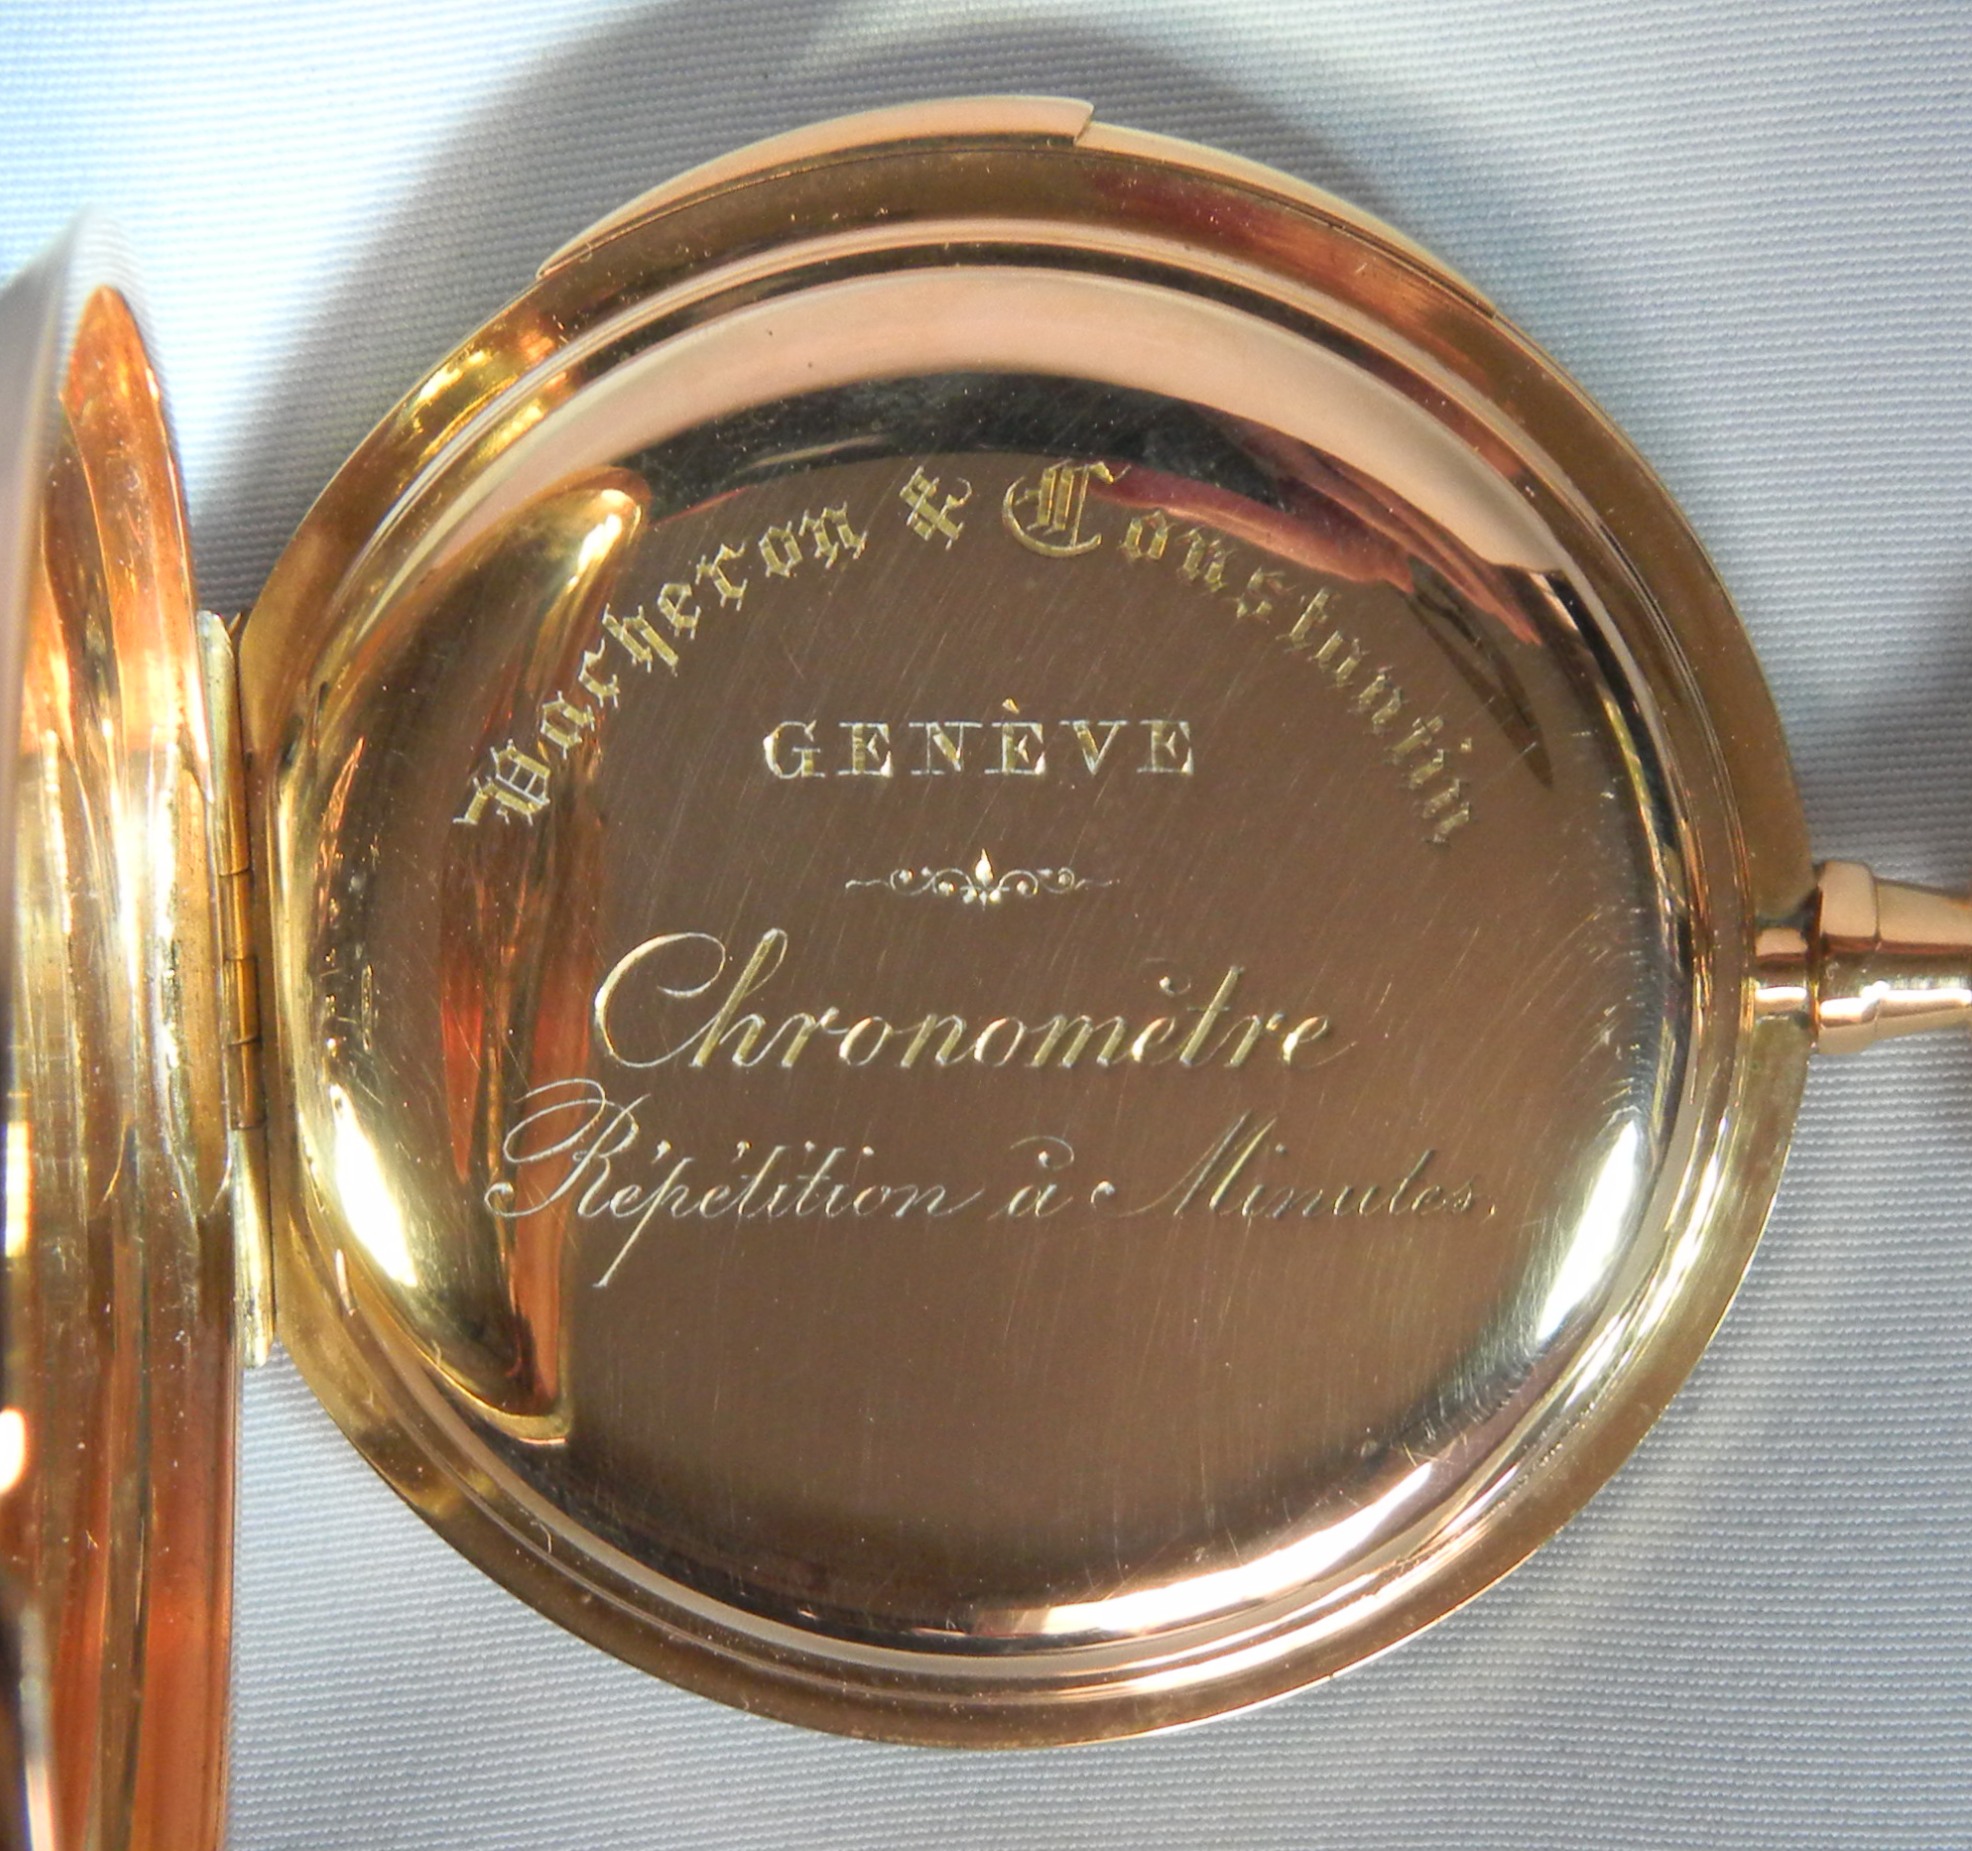 Vacheron & Constantin
GENÈVE
Chronomètre
Répétition à Minutes.